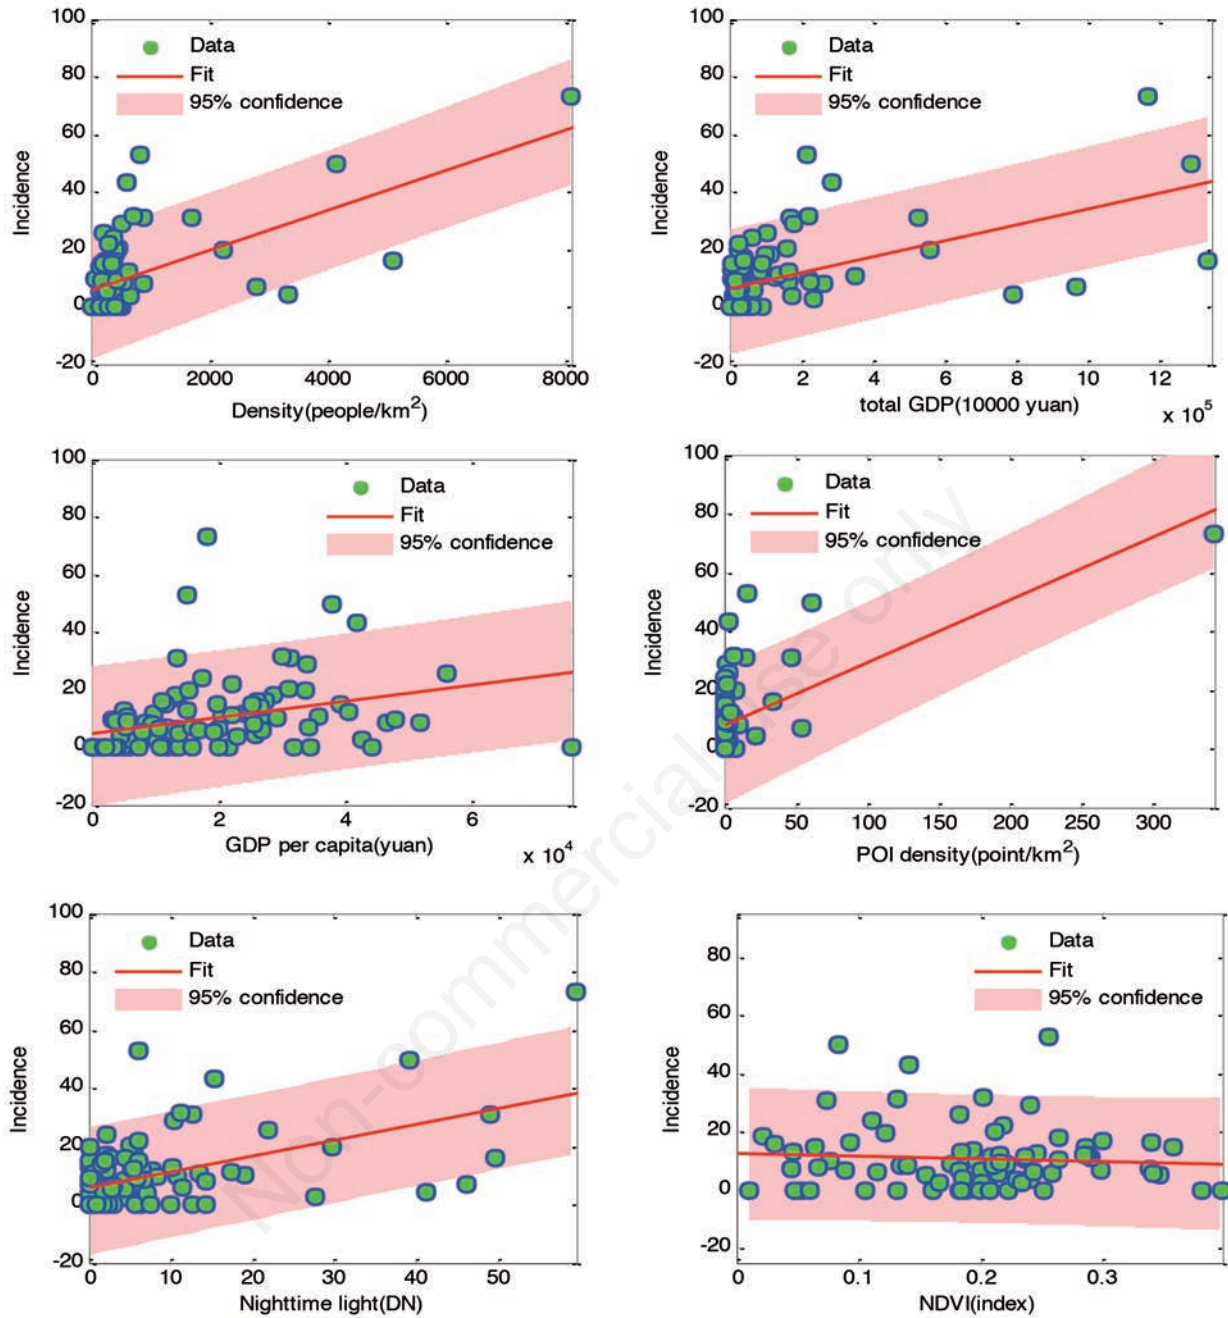 100
80
60
40
20
0
-20
Incidence
Data
Fit
95% confidence
0 2000 4000 6000 8000
Density(people/km²)
100
80
60
40
20
0
-20
Incidence
Data
Fit
95% confidence
0 2 4 6 8 10 12
total GDP(10000 yuan)
x 10⁵
100
80
60
40
20
0
-20
Incidence
Data
Fit
95% confidence
0 2 4 6
GDP per capita(yuan)
x 10⁴
100
80
60
40
20
0
-20
Incidence
Data
Fit
95% confidence
0 50 100 150 200 250 300
POI density(point/km²)
100
80
60
40
20
0
-20
Incidence
Data
Fit
95% confidence
0 10 20 30 40 50
Nighttime light(DN)
80
60
40
20
0
-20
Incidence
Data
Fit
95% confidence
0 0.1 0.2 0.3
NDVI(index)
Non-commercial use only